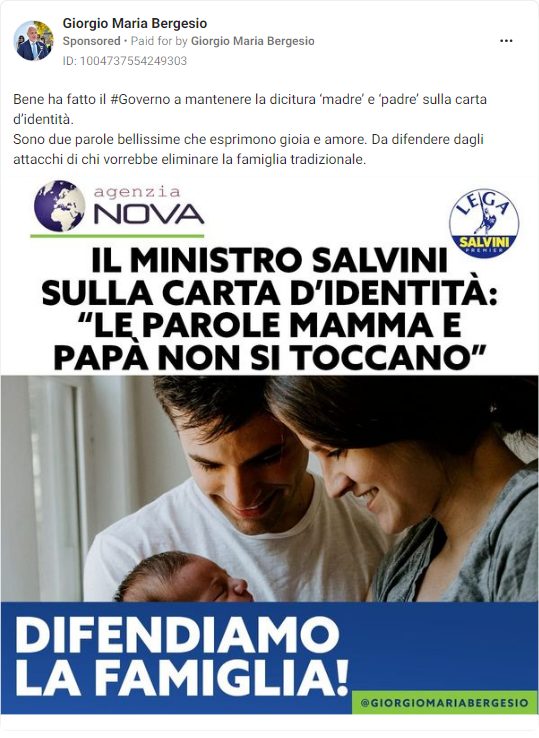 Giorgio Maria Bergesio
Sponsored • Paid for by Giorgio Maria Bergesio
ID: 1004737554249303
Bene ha fatto il #Governo a mantenere la dicitura ‘madre’ e ‘padre’ sulla carta
d’identità.
Sono due parole bellissime che esprimono gioia e amore. Da difendere dagli
attacchi di chi vorrebbe eliminare la famiglia tradizionale.
agenzia
NOVA
LEGA
SALVINI
PREMIER
IL MINISTRO SALVINI
SULLA CARTA D’IDENTITÀ:
“LE PAROLE MAMMA E
PAPÀ NON SI TOCCANO”
DIFENDIAMO
LA FAMIGLIA!
@GIORGIOMARIABERGESIO